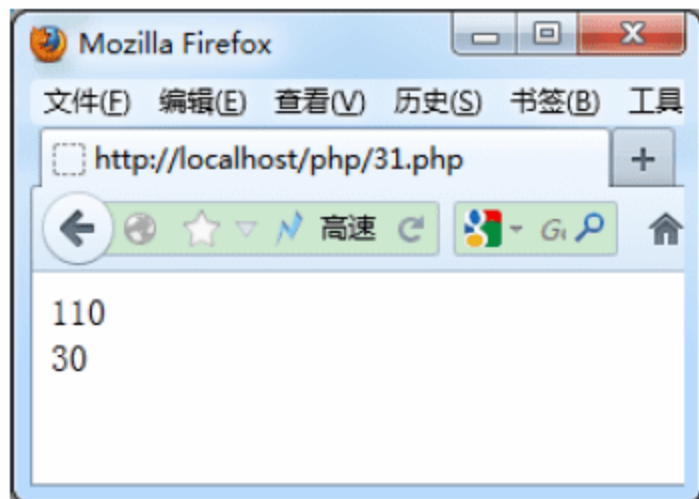 Mozilla Firefox
文件(F) 编辑(E) 查看(V) 历史(S) 书签(B) 工具
http://localhost/php/31.php
高速
110
30